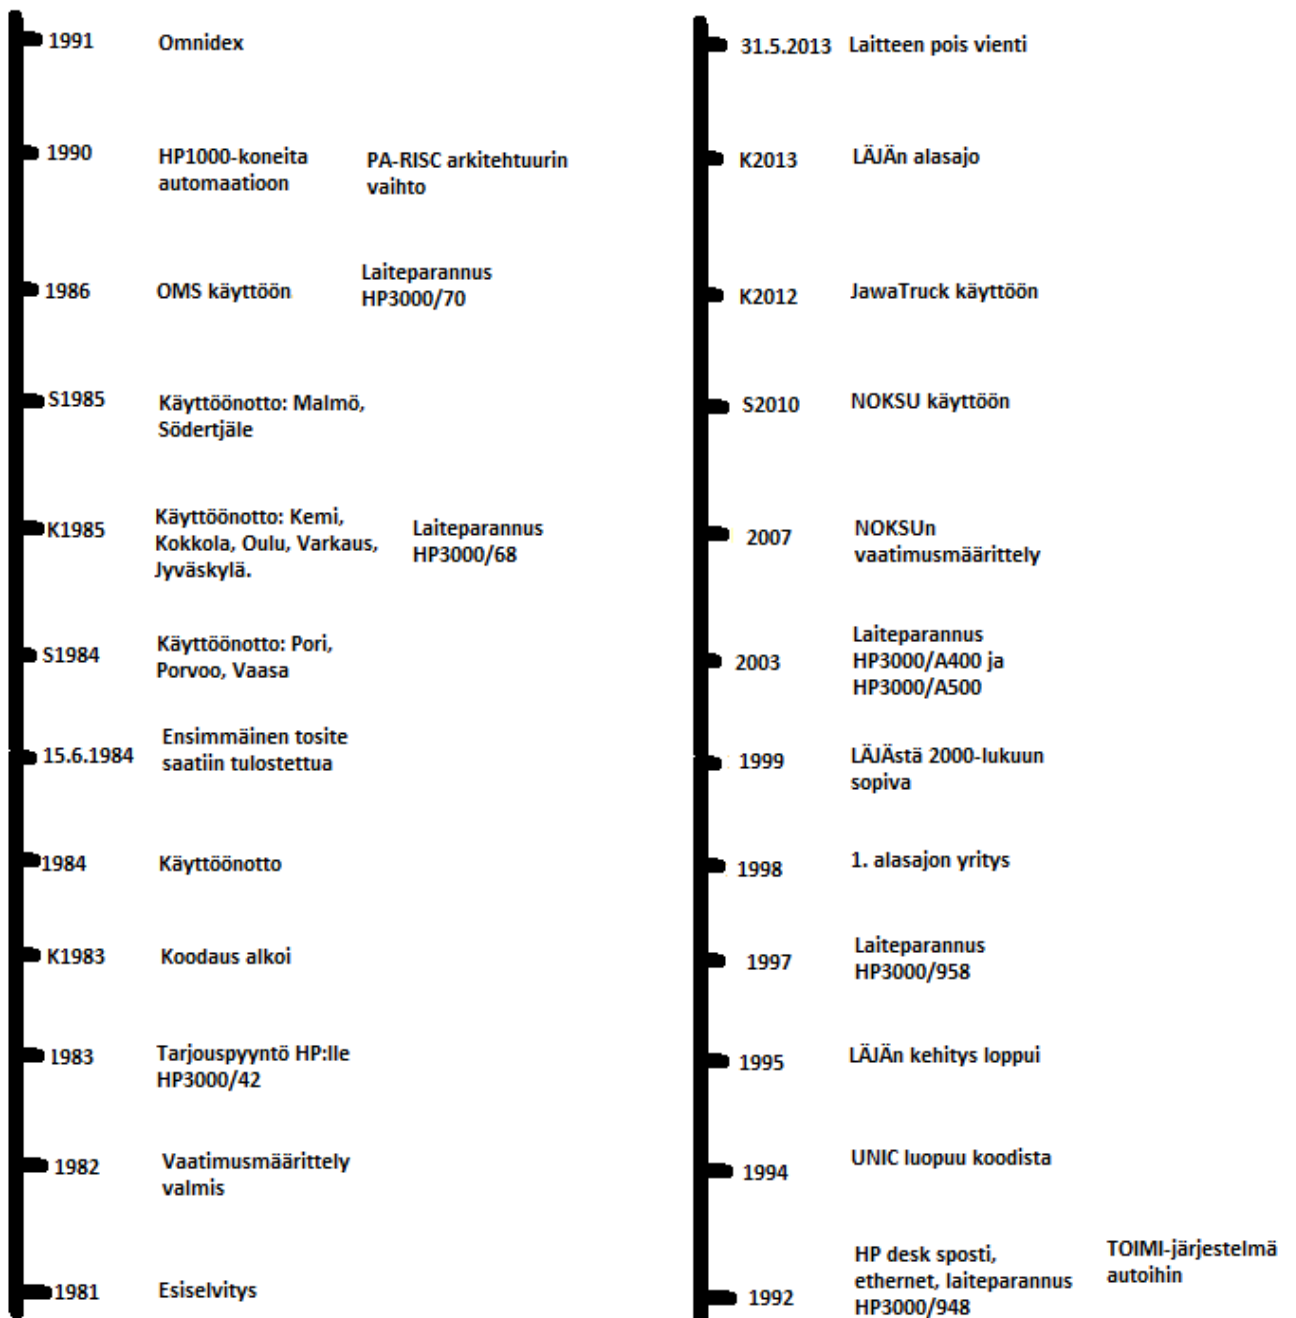 1991 Omnidex
1990 HP1000-koneita PA-RISC arkitehtuurin
automaatioon vaihto
1986 OMS käyttöön Laiteparannus
HP3000/70
S1985 Käyttöönotto: Malmö,
Södertjäle
K1985 Käyttöönotto: Kemi, Laiteparannus
Kokkola, Oulu, Varkaus, HP3000/68
Jyväskylä.
S1984 Käyttöönotto: Pori,
Porvoo, Vaasa
15.6.1984 Ensimmäinen tosite
saatiin tulostettua
1984 Käyttöönotto
K1983 Koodaus alkoi
1983 Tarjouspyyntö HP:lle
HP3000/42
1982 Vaatimusmäärittely
valmis
1981 Esiselvitys
31.5.2013 Laitteen pois vienti
K2013 LÄJÄn alasajo
K2012 JawaTruck käyttöön
S2010 NOKSU käyttöön
2007 NOKSUn
vaatimusmäärittely
2003 Laiteparannus
HP3000/A400 ja
HP3000/A500
1999 LÄJÄstä 2000-lukuun
sopiva
1998 1. alasajon yritys
1997 Laiteparannus
HP3000/958
1995 LÄJÄn kehitys loppui
1994 UNIC luopuu koodista
1992 HP desk sposti, TOIMI-järjestelmä
ethernet, laiteparannus autoihin
HP3000/948